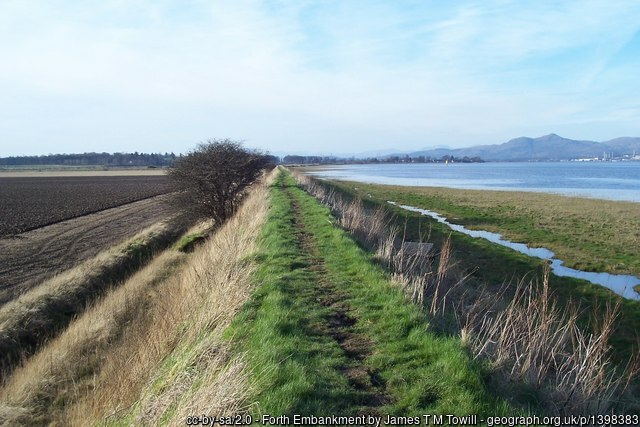 cc-by-sa/2.0 - Forth Embankment by James T M Towill - geograph.org.uk/p/1398383